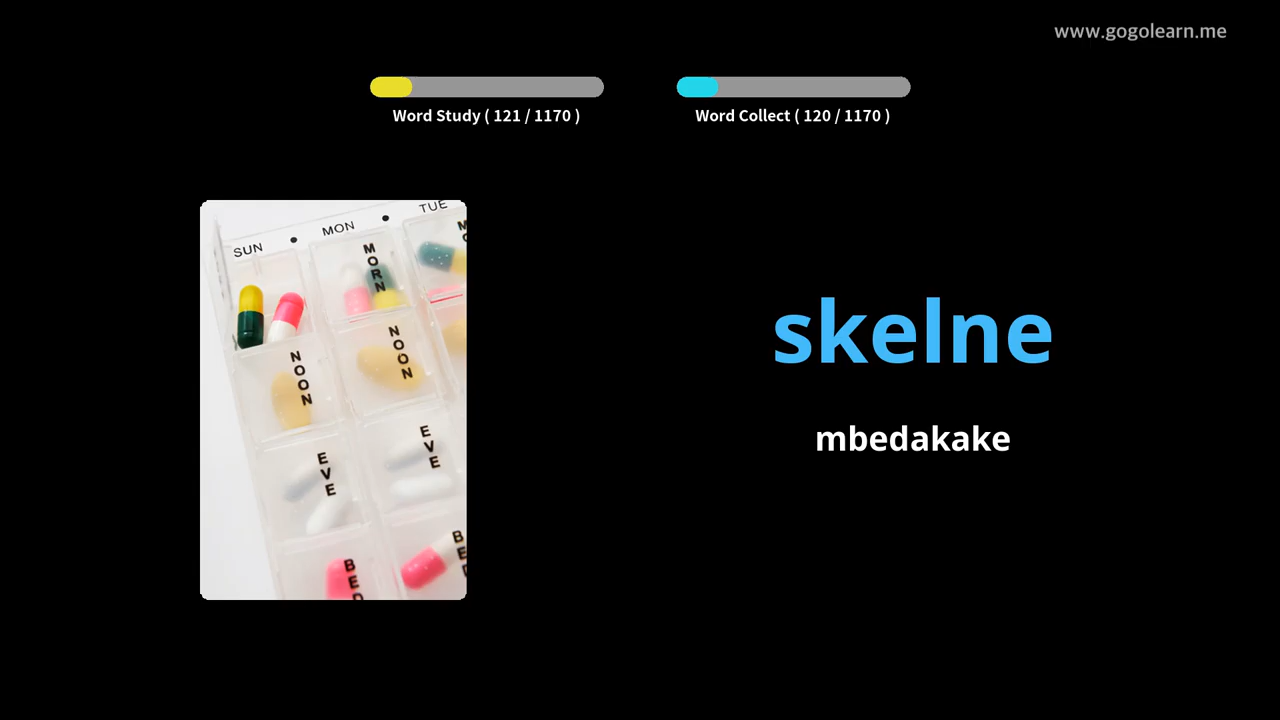 www.gogolearn.me
Word Study ( 121 / 1170 )
Word Collect ( 120 / 1170 )
SUN • MON • TUE
MORN
NOON
NOON
EVE
EVE
BED
skelne
mbedakake